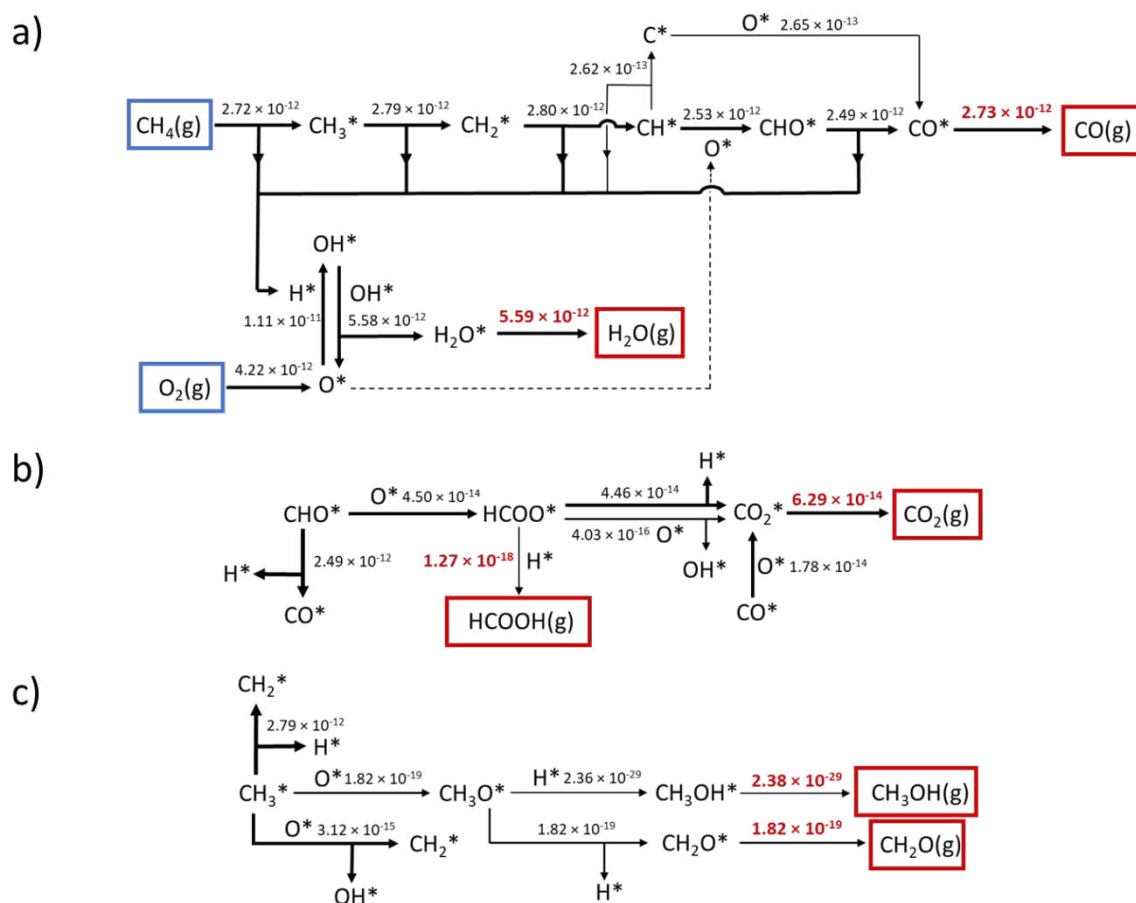 a)
C*
O* 2.65 × 10⁻¹³
2.62 × 10⁻¹³
CH₄(g)
2.72 × 10⁻¹²
CH₃*
2.79 × 10⁻¹²
CH₂*
2.80 × 10⁻¹²
CH*
2.53 × 10⁻¹²
O*
CHO*
2.49 × 10⁻¹²
CO*
2.73 × 10⁻¹²
CO(g)
OH*
H*
OH*
1.11 × 10⁻¹¹
5.58 × 10⁻¹²
H₂O*
5.59 × 10⁻¹²
H₂O(g)
O₂(g)
4.22 × 10⁻¹²
O*
b)
H*
CHO*
O* 4.50 × 10⁻¹⁴
HCOO*
4.46 × 10⁻¹⁴
4.03 × 10⁻¹⁶ O*
CO₂*
6.29 × 10⁻¹⁴
CO₂(g)
H*
2.49 × 10⁻¹²
1.27 × 10⁻¹⁸
H*
OH*
O* 1.78 × 10⁻¹⁴
CO*
HCOOH(g)
CO*
c)
CH₂*
2.79 × 10⁻¹²
H*
CH₃*
O* 1.82 × 10⁻¹⁹
CH₃O*
H* 2.36 × 10⁻²⁹
CH₃OH*
2.38 × 10⁻²⁹
CH₃OH(g)
O* 3.12 × 10⁻¹⁵
CH₂*
1.82 × 10⁻¹⁹
CH₂O*
1.82 × 10⁻¹⁹
CH₂O(g)
OH*
H*